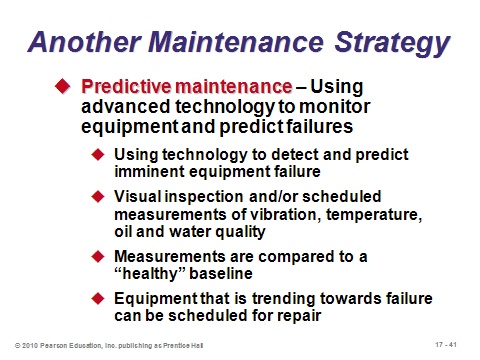 Another Maintenance Strategy
Predictive maintenance – Using
advanced technology to monitor
equipment and predict failures
Using technology to detect and predict
imminent equipment failure
Visual inspection and/or scheduled
measurements of vibration, temperature,
oil and water quality
Measurements are compared to a
“healthy” baseline
Equipment that is trending towards failure
can be scheduled for repair
© 2010 Pearson Education, Inc. publishing as Prentice Hall
17 - 41